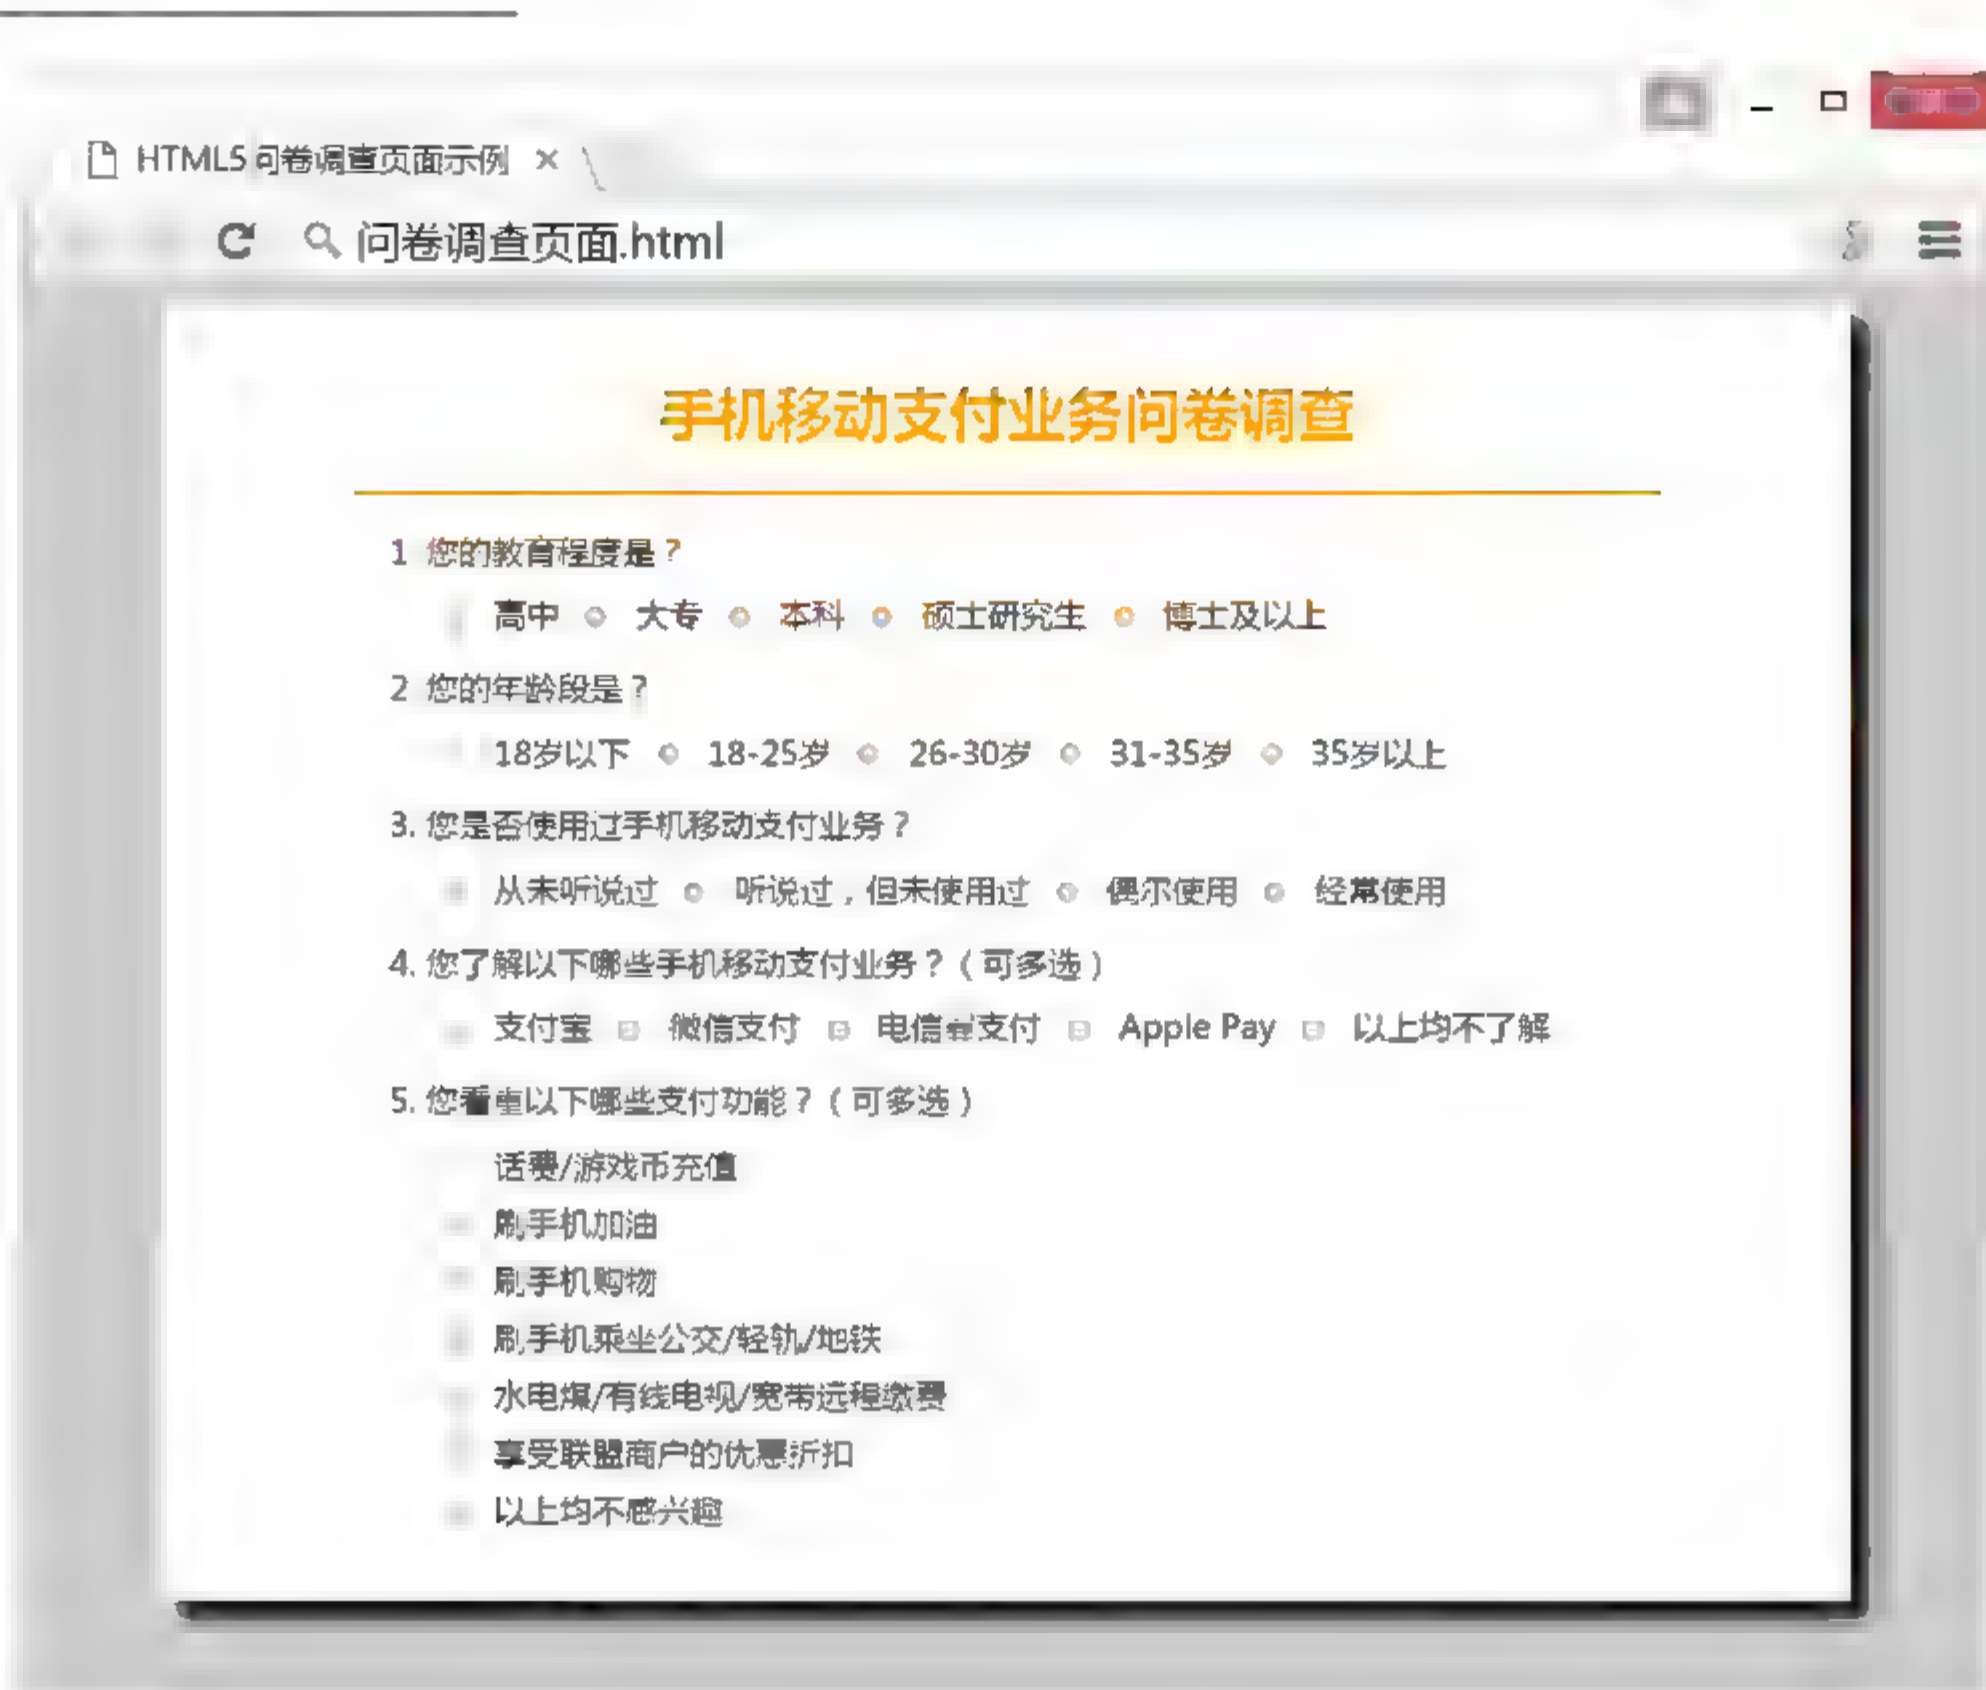 HTML5问卷调查页面示例
问卷调查页面.html
手机移动支付业务问卷调查
1 您的教育程度是？
高中 大专 本科 硕士研究生 博士及以上
2 您的年龄段是？
18岁以下 18-25岁 26-30岁 31-35岁 35岁以上
3. 您是否使用过手机移动支付业务？
从未听说过 听说过，但未使用过 偶尔使用 经常使用
4. 您了解以下哪些手机移动支付业务？（可多选）
支付宝 微信支付 电信翼支付 Apple Pay 以上均不了解
5. 您看重以下哪些支付功能？（可多选）
话费/游戏币充值
刷手机加油
刷手机购物
刷手机乘坐公交/轻轨/地铁
水电煤/有线电视/宽带远程缴费
享受联盟商户的优惠折扣
以上均不感兴趣